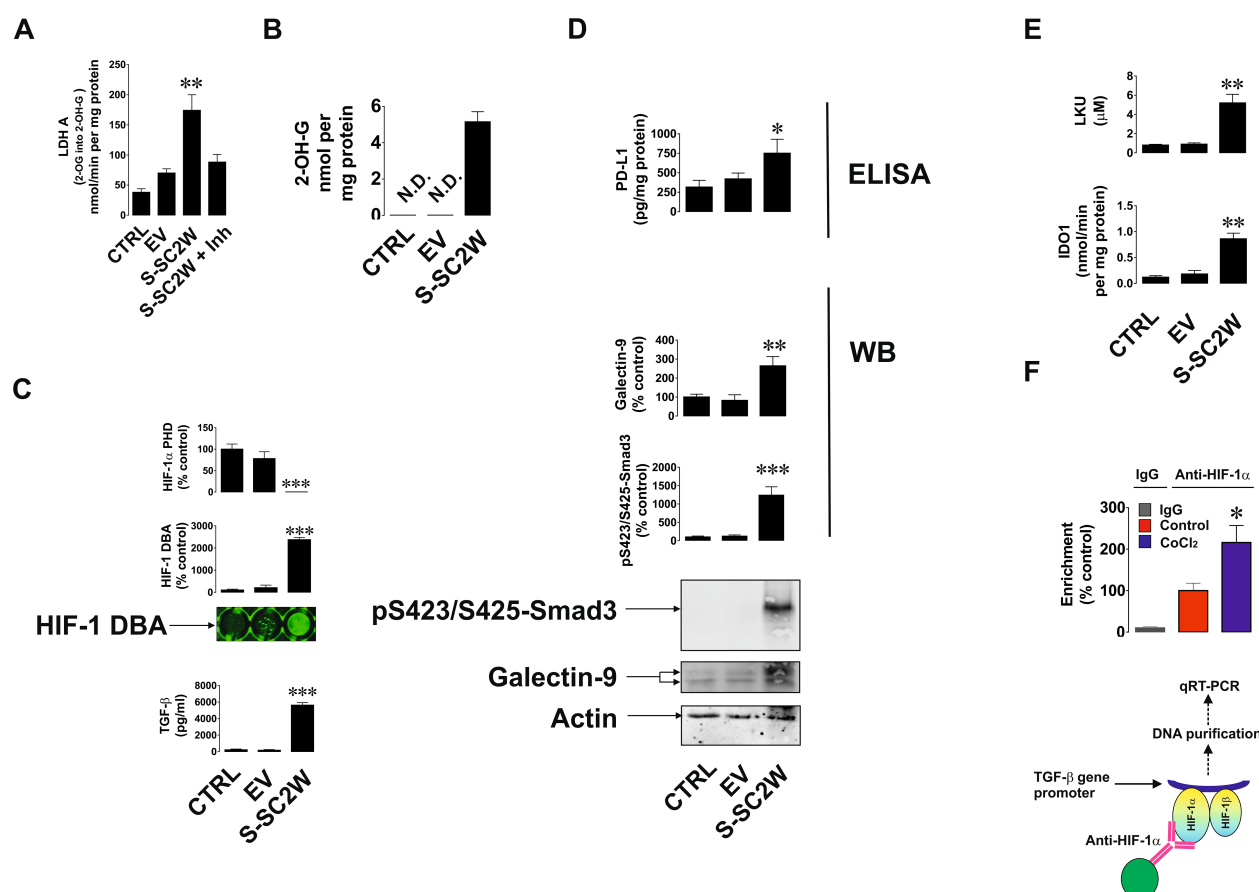 A
LDH A
(2-OG into 2-OH-G )
nmol/min per mg protein
250
200
150
100
50
0
**
CTRL
EV
S-SC2W
S-SC2W + Inh
B
2-OH-G
nmol per
mg protein
6
4
2
0
N.D.
N.D.
CTRL
EV
S-SC2W
C
HIF-1α PHD
(% control)
150
100
50
0
***
HIF-1 DBA
(% control)
3000
2000
1000
0
***
HIF-1 DBA
TGF-β
(pg/ml)
8000
6000
4000
2000
0
***
CTRL
EV
S-SC2W
D
PD-L1
(pg/mg protein)
1000
750
500
250
0
*
ELISA
Galectin-9
(% control)
400
300
200
100
0
**
WB
pS423/S425-Smad3
(% control)
2000
1500
1000
500
0
***
pS423/S425-Smad3
Galectin-9
Actin
CTRL
EV
S-SC2W
E
LKU
(μM)
8
6
4
2
0
**
IDO1
(nmol/min
per mg protein)
1.5
1.0
0.5
0.0
**
CTRL
EV
S-SC2W
F
IgG
Anti-HIF-1α
Enrichment
(% control)
300
200
100
0
IgG
Control
CoCl₂
*
qRT-PCR
DNA purification
TGF-β gene
promoter
HIF-1α
HIF-1β
Anti-HIF-1α